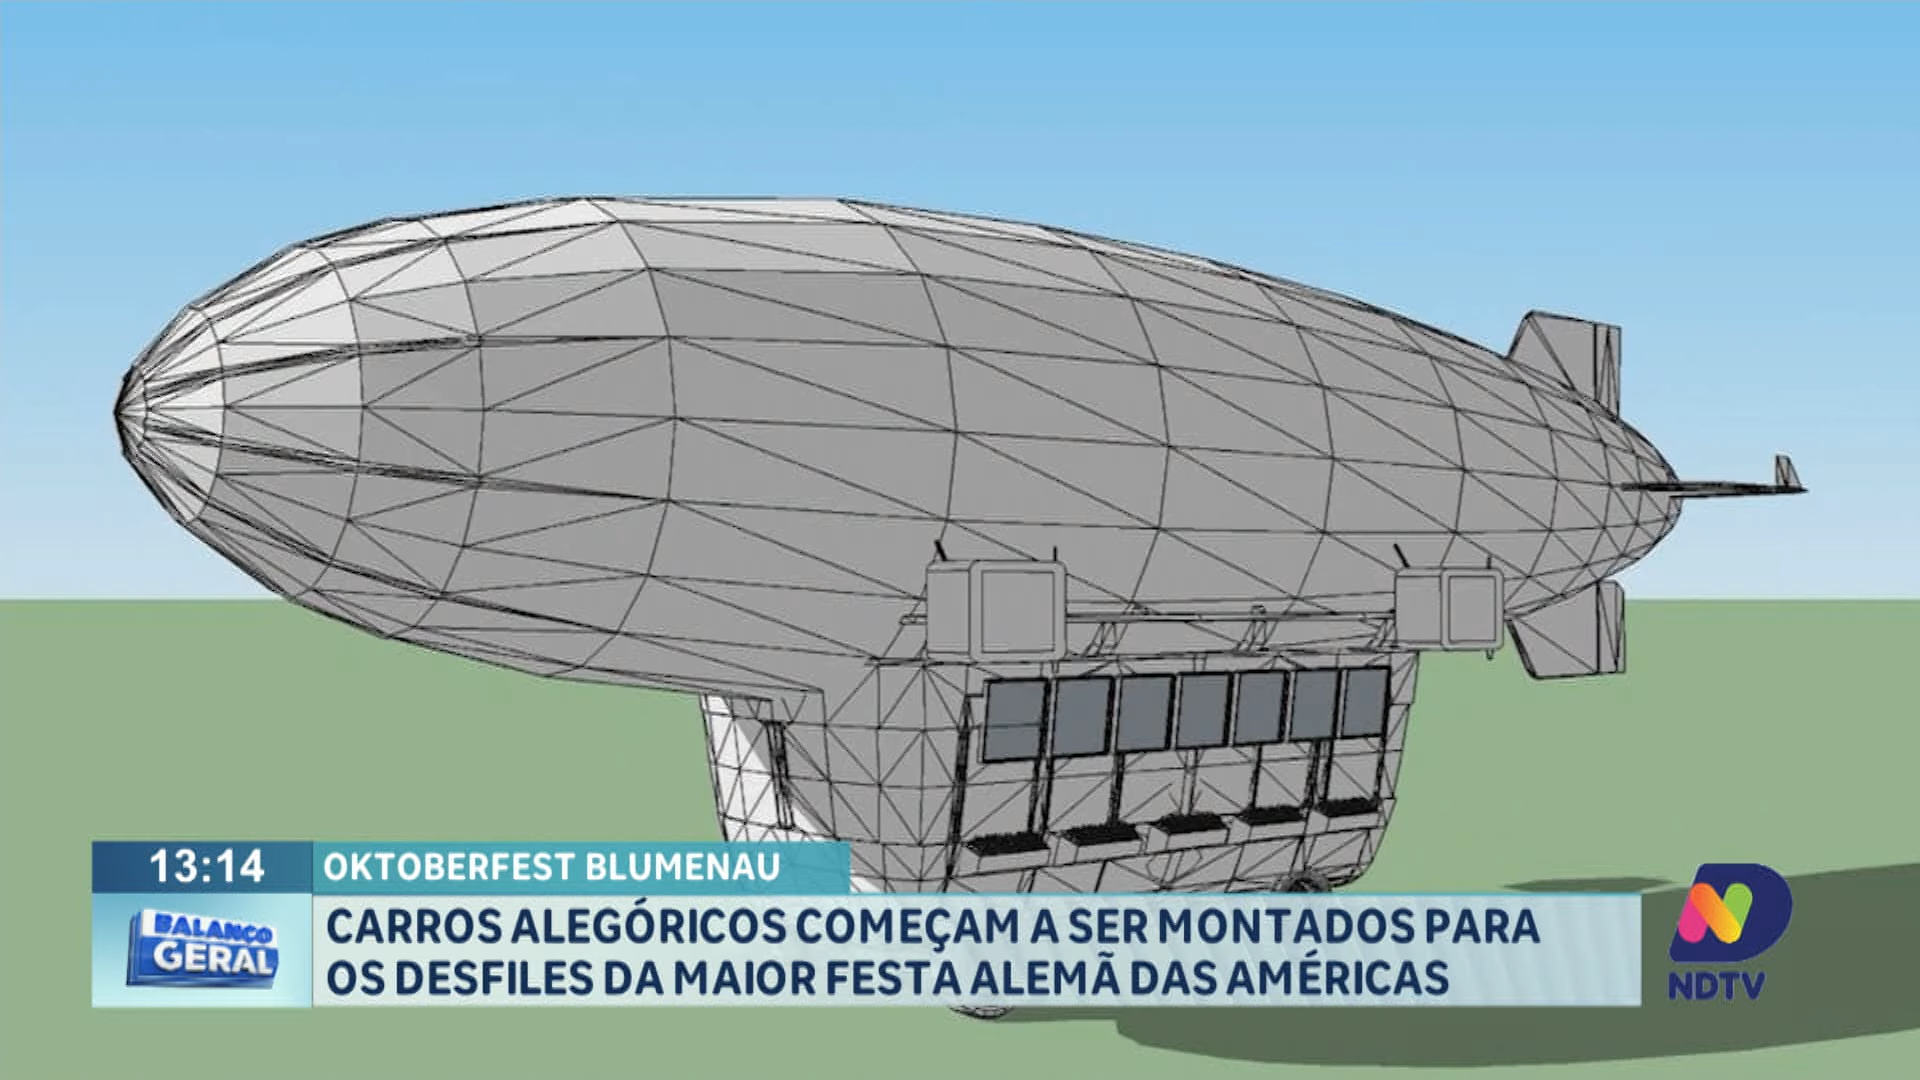 13:14
OKTOBERFEST BLUMENAU
BALANÇO
GERAL
CARROS ALEGÓRICOS COMEÇAM A SER MONTADOS PARA
OS DESFILES DA MAIOR FESTA ALEMÃ DAS AMÉRICAS
NDTV